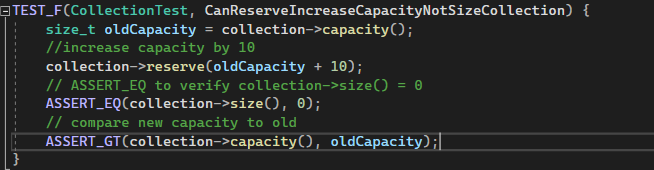 TEST_F(CollectionTest, CanReserveIncreaseCapacityNotSizeCollection) {
    size_t oldCapacity = collection->capacity();
    //increase capacity by 10
    collection->reserve(oldCapacity + 10);
    // ASSERT_EQ to verify collection->size() = 0
    ASSERT_EQ(collection->size(), 0);
    // compare new capacity to old
    ASSERT_GT(collection->capacity(), oldCapacity);
}